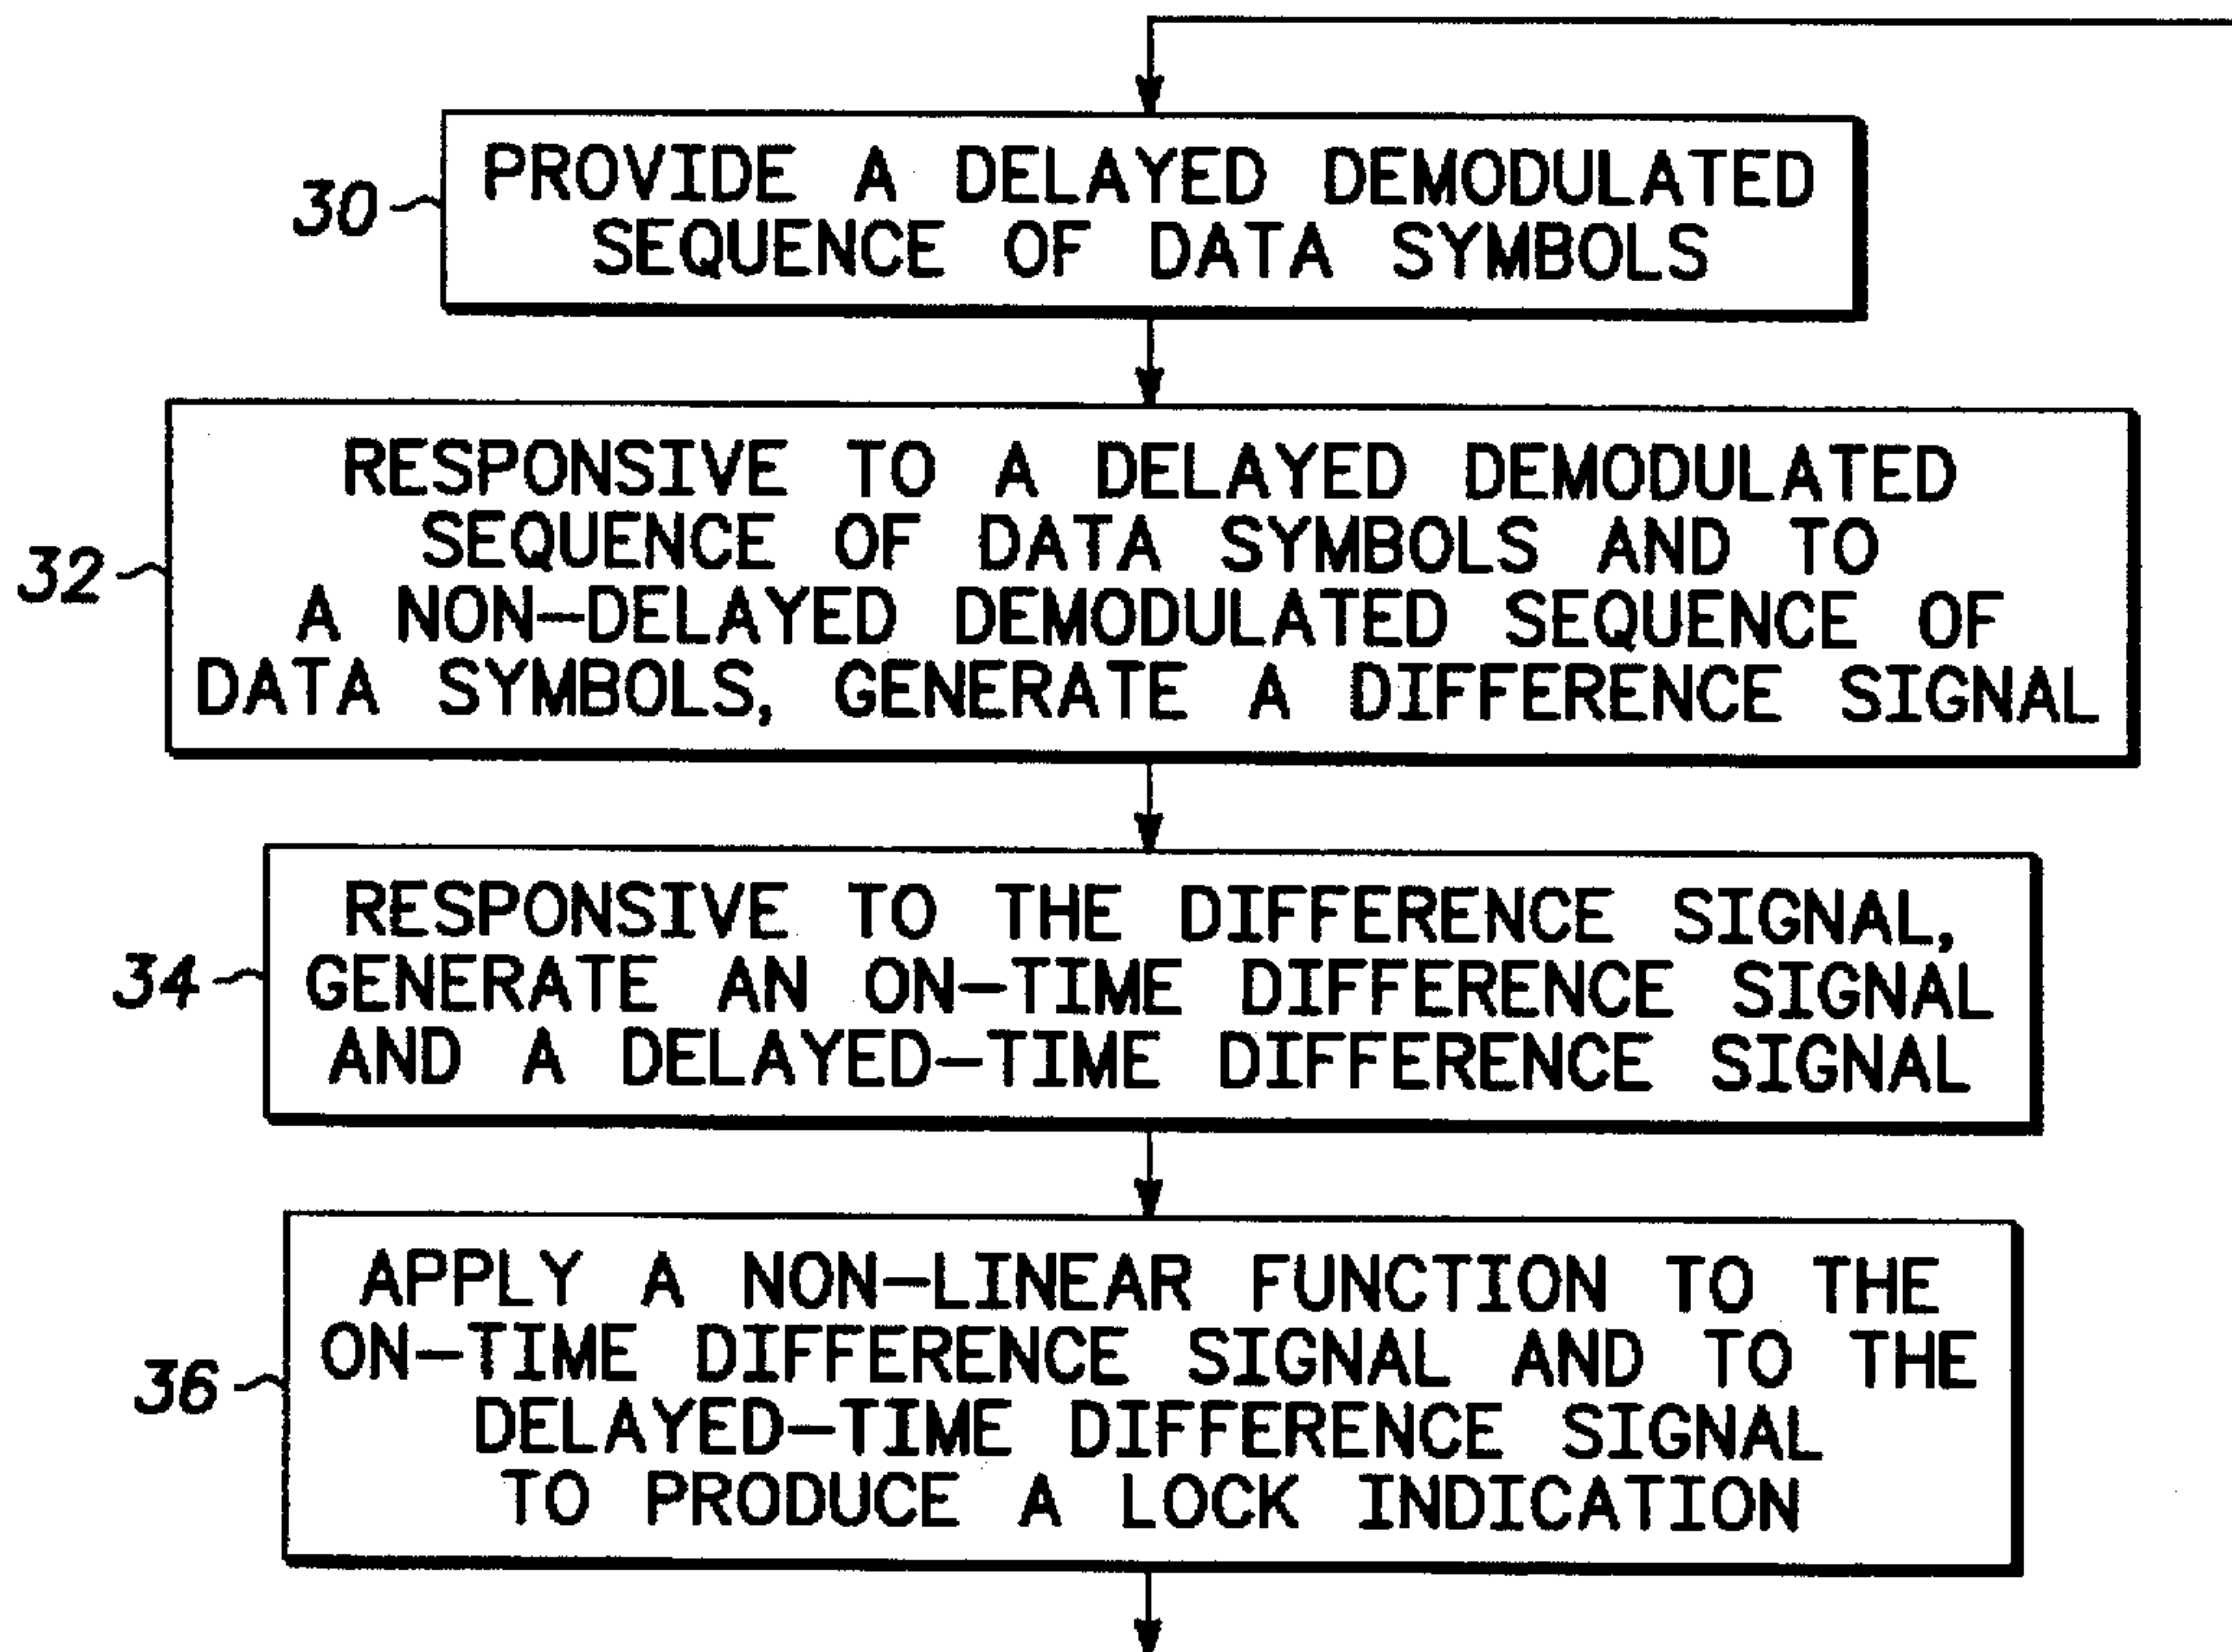 30
PROVIDE A DELAYED DEMODULATED
SEQUENCE OF DATA SYMBOLS
32
RESPONSIVE TO A DELAYED DEMODULATED
SEQUENCE OF DATA SYMBOLS AND TO
A NON-DELAYED DEMODULATED SEQUENCE OF
DATA SYMBOLS, GENERATE A DIFFERENCE SIGNAL
34
RESPONSIVE TO THE DIFFERENCE SIGNAL,
GENERATE AN ON-TIME DIFFERENCE SIGNAL
AND A DELAYED-TIME DIFFERENCE SIGNAL
36
APPLY A NON-LINEAR FUNCTION TO THE
ON-TIME DIFFERENCE SIGNAL AND TO THE
DELAYED-TIME DIFFERENCE SIGNAL
TO PRODUCE A LOCK INDICATION